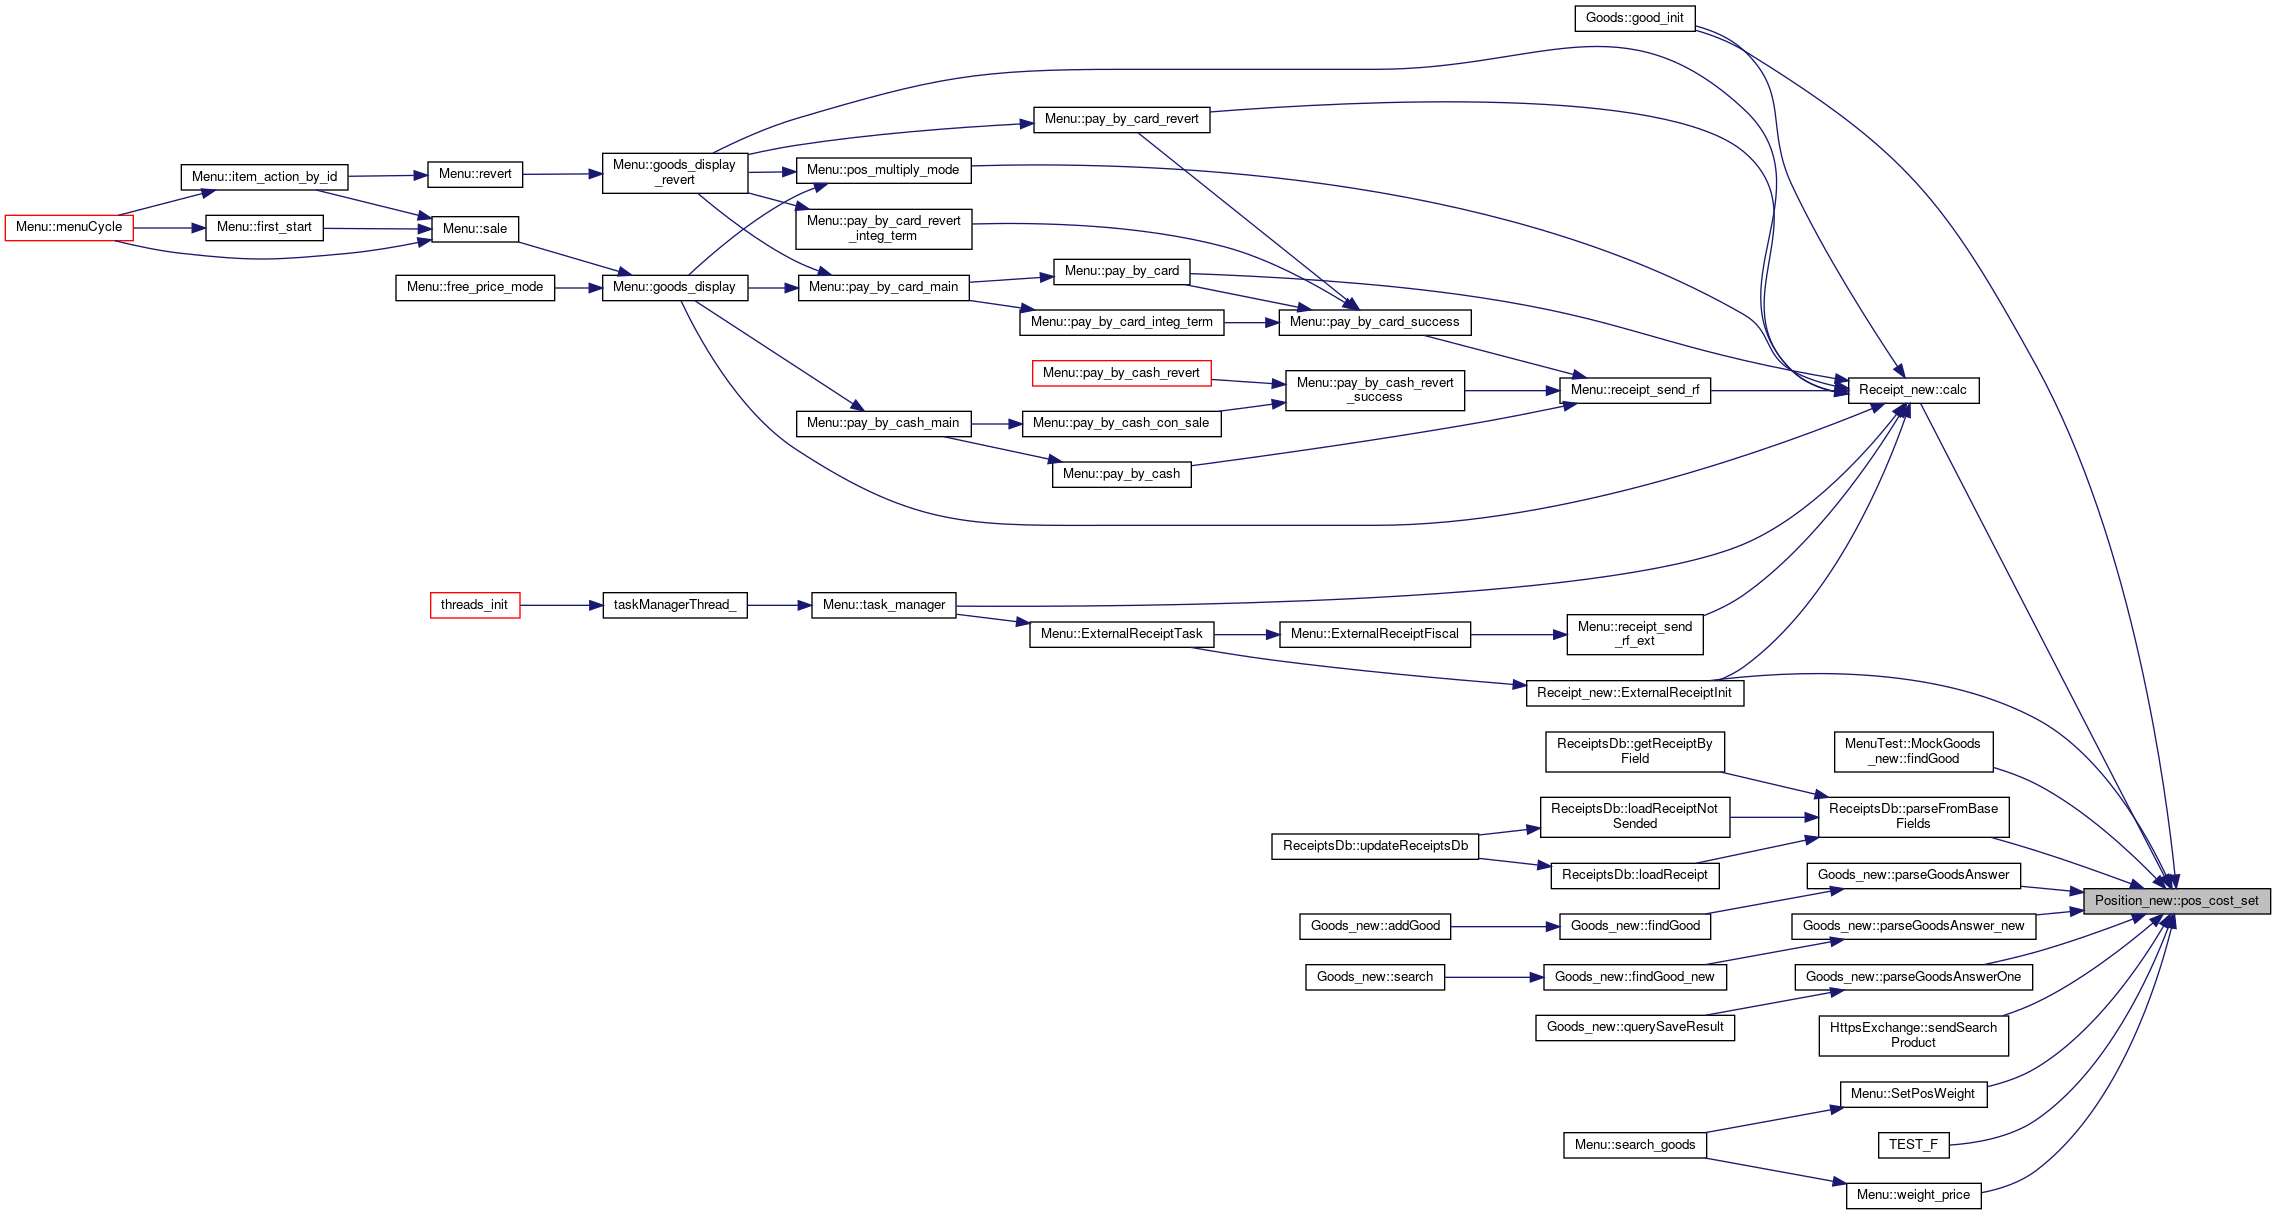 Goods::good_init
Menu::pay_by_card_revert
Menu::goods_display
_revert
Menu::pos_multiply_mode
Menu::revert
Menu::item_action_by_id
Menu::pay_by_card_revert
_integ_term
Menu::menuCycle
Menu::first_start
Menu::sale
Menu::pay_by_card
Menu::free_price_mode
Menu::goods_display
Menu::pay_by_card_main
Menu::pay_by_card_integ_term
Menu::pay_by_card_success
Menu::pay_by_cash_revert
Menu::pay_by_cash_revert
_success
Menu::receipt_send_rf
Receipt_new::calc
Menu::pay_by_cash_main
Menu::pay_by_cash_con_sale
Menu::pay_by_cash
threads_init
taskManagerThread_
Menu::task_manager
Menu::ExternalReceiptTask
Menu::ExternalReceiptFiscal
Menu::receipt_send
_rf_ext
Receipt_new::ExternalReceiptInit
ReceiptsDb::getReceiptBy
Field
MenuTest::MockGoods
_new::findGood
ReceiptsDb::loadReceiptNot
Sended
ReceiptsDb::parseFromBase
Fields
ReceiptsDb::updateReceiptsDb
ReceiptsDb::loadReceipt
Goods_new::parseGoodsAnswer
Position_new::pos_cost_set
Goods_new::addGood
Goods_new::findGood
Goods_new::parseGoodsAnswer_new
Goods_new::search
Goods_new::findGood_new
Goods_new::parseGoodsAnswerOne
Goods_new::querySaveResult
HttpsExchange::sendSearch
Product
Menu::SetPosWeight
Menu::search_goods
TEST_F
Menu::weight_price